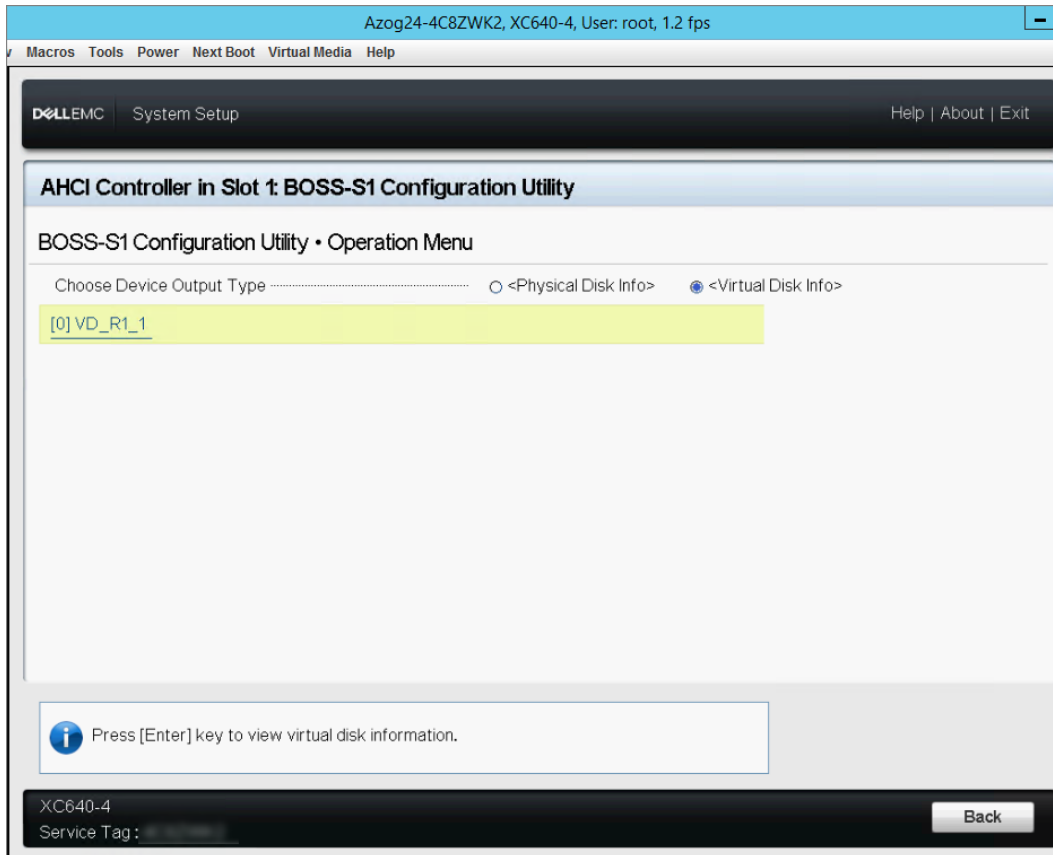 Azog24-4C8ZWK2, XC640-4, User: root, 1.2 fps
Macros Tools Power Next Boot Virtual Media Help
DELLEMC System Setup Help | About | Exit
AHCI Controller in Slot 1: BOSS-S1 Configuration Utility
BOSS-S1 Configuration Utility • Operation Menu
Choose Device Output Type <Physical Disk Info> <Virtual Disk Info>
[0] VD_R1_1
Press [Enter] key to view virtual disk information.
XC640-4
Service Tag :
Back